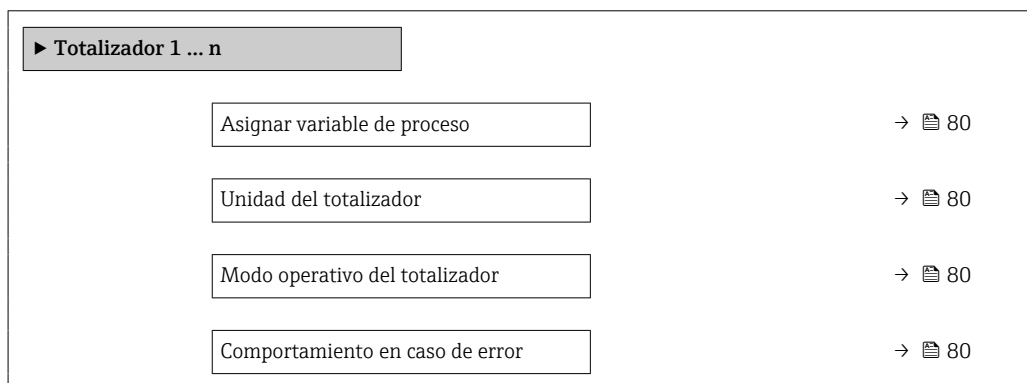 ▶ Totalizador 1 ... n
Asignar variable de proceso → 80
Unidad del totalizador → 80
Modo operativo del totalizador → 80
Comportamiento en caso de error → 80